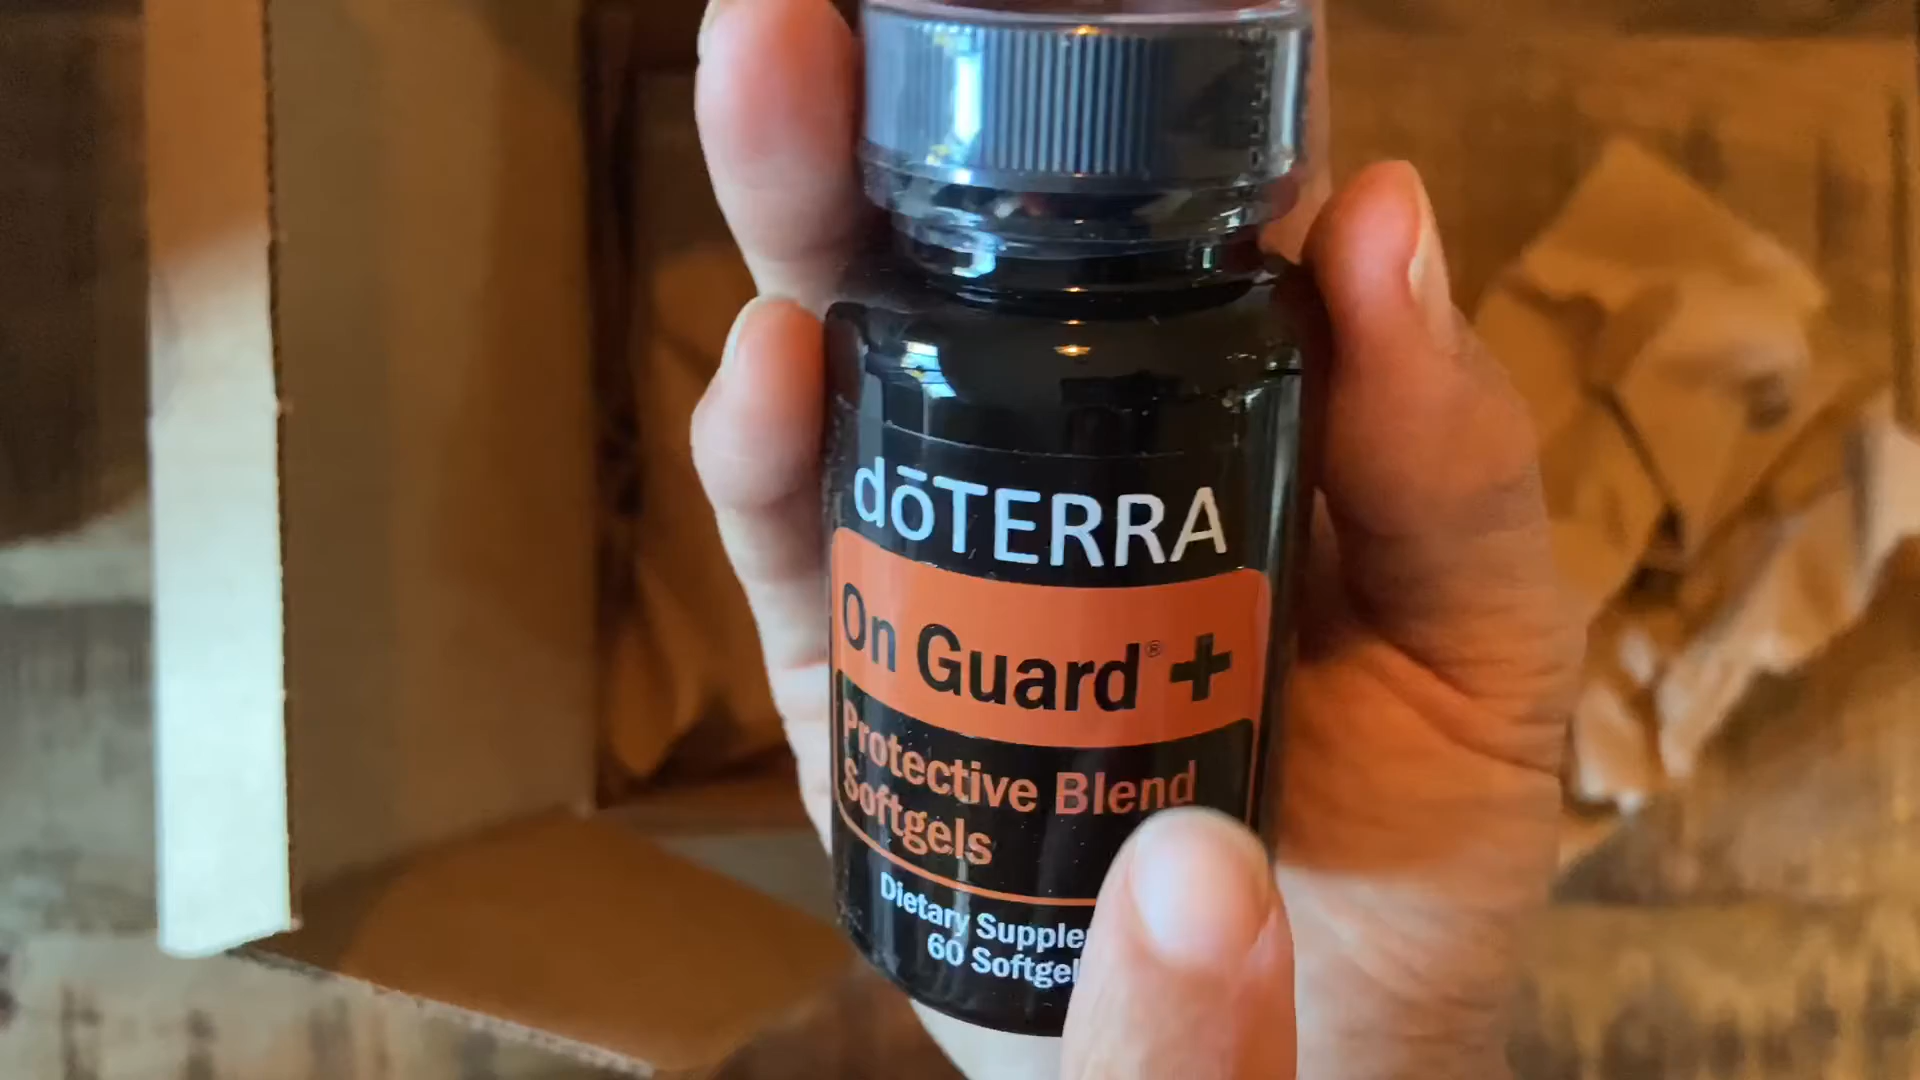 dōTERRA
On Guard® +
Protective Blend
Softgels
Dietary Supple
60 Softgel